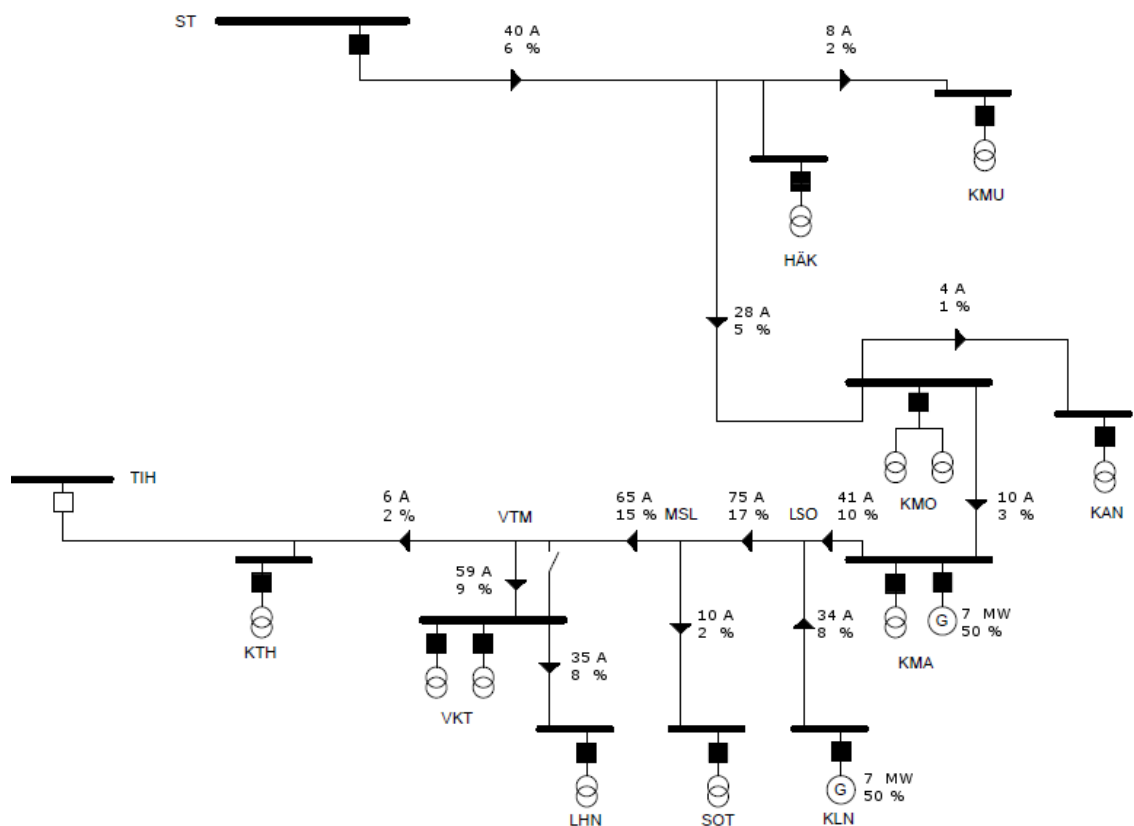 ST
40 A
6 %
8 A
2 %
KMU
HÄK
28 A
5 %
4 A
1 %
KMO
KAN
10 A
3 %
TIH
6 A
2 %
VTM
65 A
15 %
MSL
75 A
17 %
LSO
41 A
10 %
59 A
9 %
10 A
2 %
34 A
8 %
G
7 MW
50 %
KMA
KTH
35 A
8 %
VKT
G
7 MW
50 %
LHN
SOT
KLN